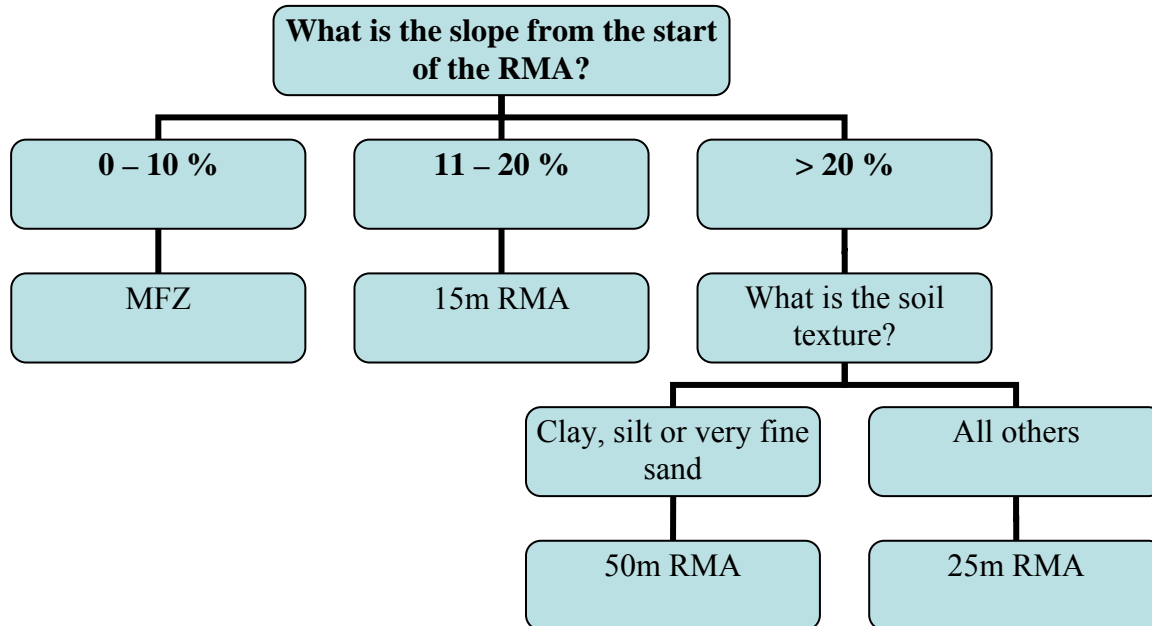 What is the slope from the start
of the RMA?
0 – 10 %
11 – 20 %
> 20 %
MFZ
15m RMA
What is the soil
texture?
Clay, silt or very fine
sand
All others
50m RMA
25m RMA